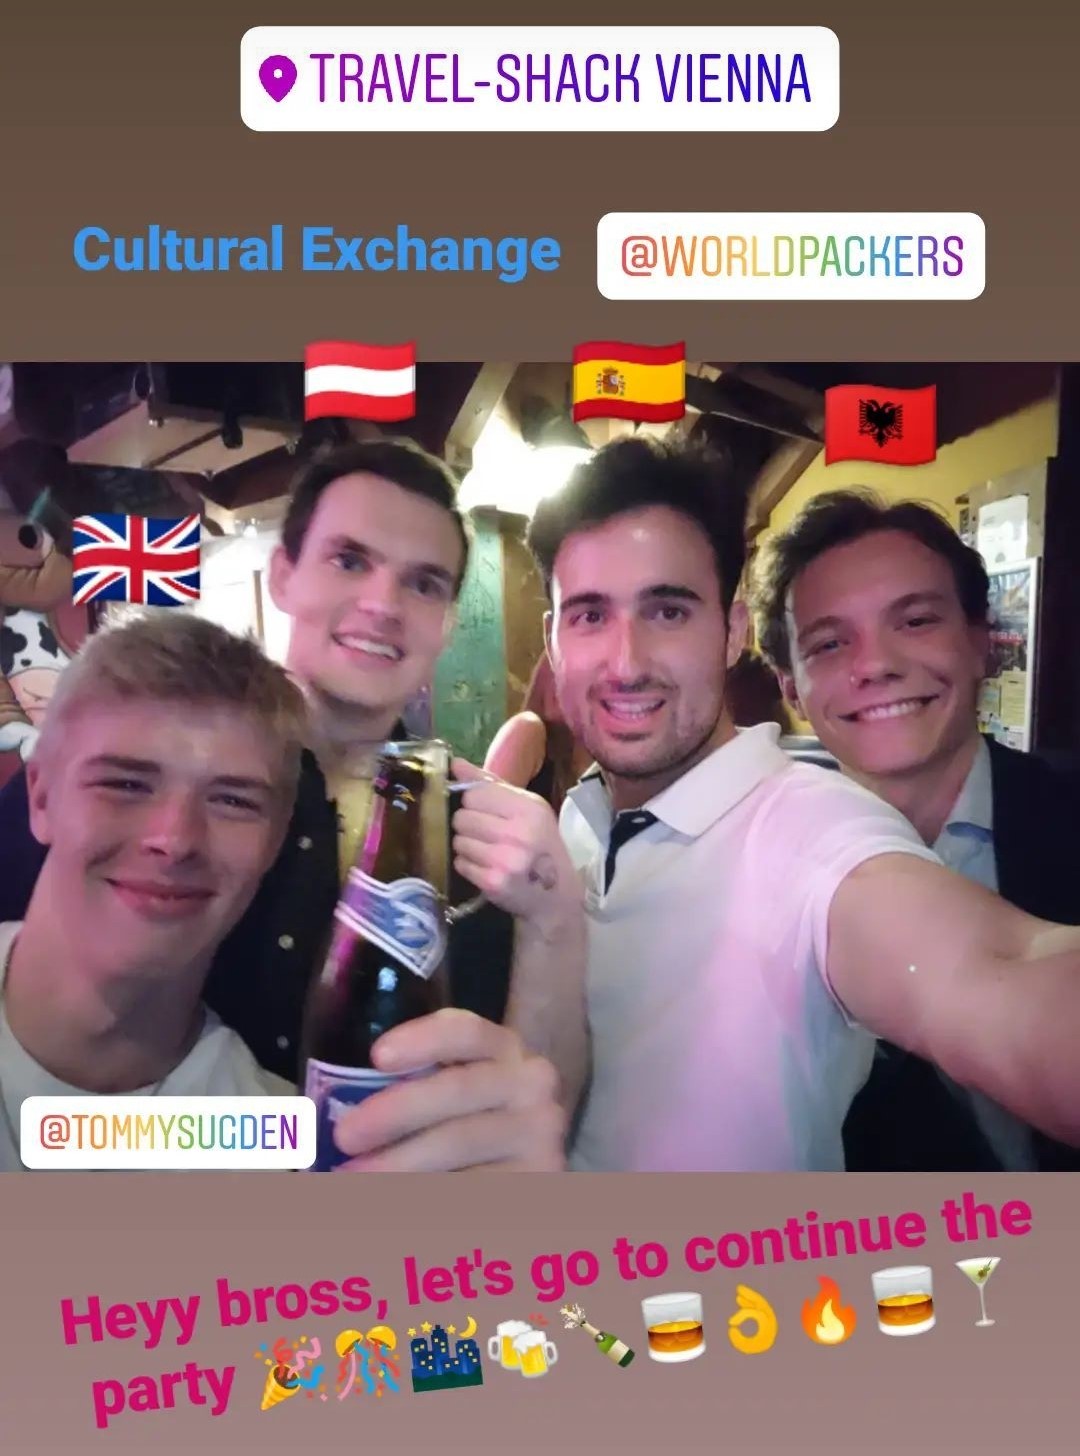 TRAVEL-SHACK VIENNA
Cultural Exchange @WORLDPACKERS
@TOMMYSUGDEN
Heyy bross, let's go to continue the
party 🎉🎊🌃🍻🍾🥃👌🔥🥃🍸